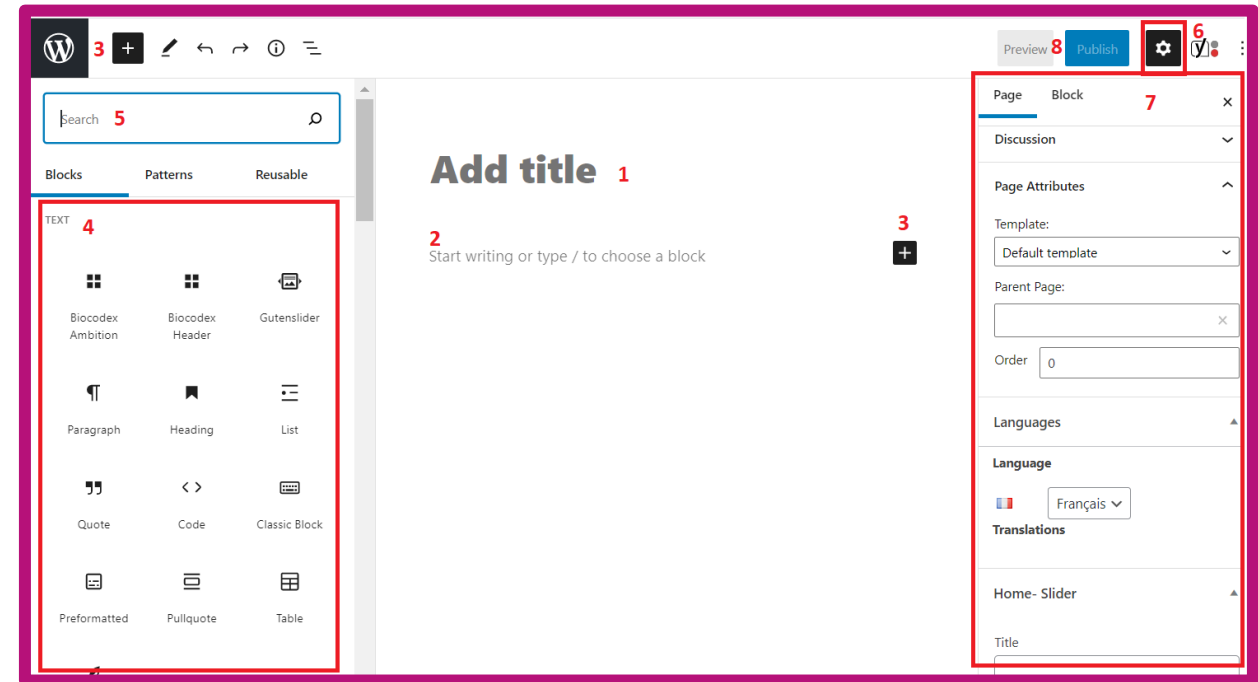 3
Preview 8 Publish 6
Search 5
Blocks Patterns Reusable
TEXT 4
Biocodex Ambition
Biocodex Header
Gutenslider
Paragraph Heading List
Quote Code Classic Block
Preformatted Pullquote Table
Add title 1
2
3
Start writing or type / to choose a block
Page Block 7
Discussion
Page Attributes
Template:
Default template
Parent Page:
Order 0
Languages
Language
Français
Translations
Home- Slider
Title